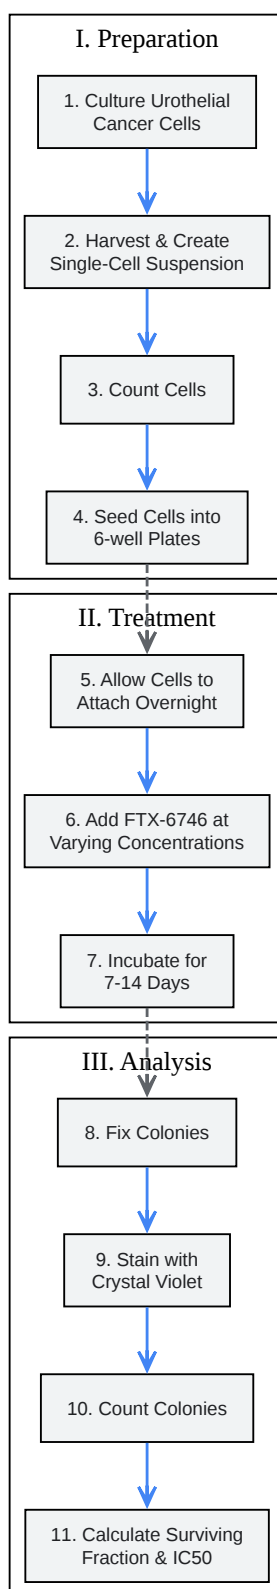 I. Preparation
1. Culture Urothelial
Cancer Cells
2. Harvest & Create
Single-Cell Suspension
3. Count Cells
4. Seed Cells into
6-well Plates
II. Treatment
5. Allow Cells to
Attach Overnight
6. Add FTX-6746 at
Varying Concentrations
7. Incubate for
7-14 Days
III. Analysis
8. Fix Colonies
9. Stain with
Crystal Violet
10. Count Colonies
11. Calculate Surviving
Fraction & IC50